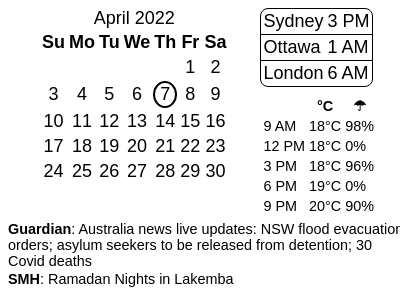 April 2022
Su Mo Tu We Th Fr Sa
1 2
3 4 5 6 7 8 9
10 11 12 13 14 15 16
17 18 19 20 21 22 23
24 25 26 27 28 29 30
Sydney 3 PM
Ottawa 1 AM
London 6 AM
°C ☂
9 AM 18°C 98%
12 PM 18°C 0%
3 PM 18°C 96%
6 PM 19°C 0%
9 PM 20°C 90%
Guardian: Australia news live updates: NSW flood evacuation
orders; asylum seekers to be released from detention; 30
Covid deaths
SMH: Ramadan Nights in Lakemba